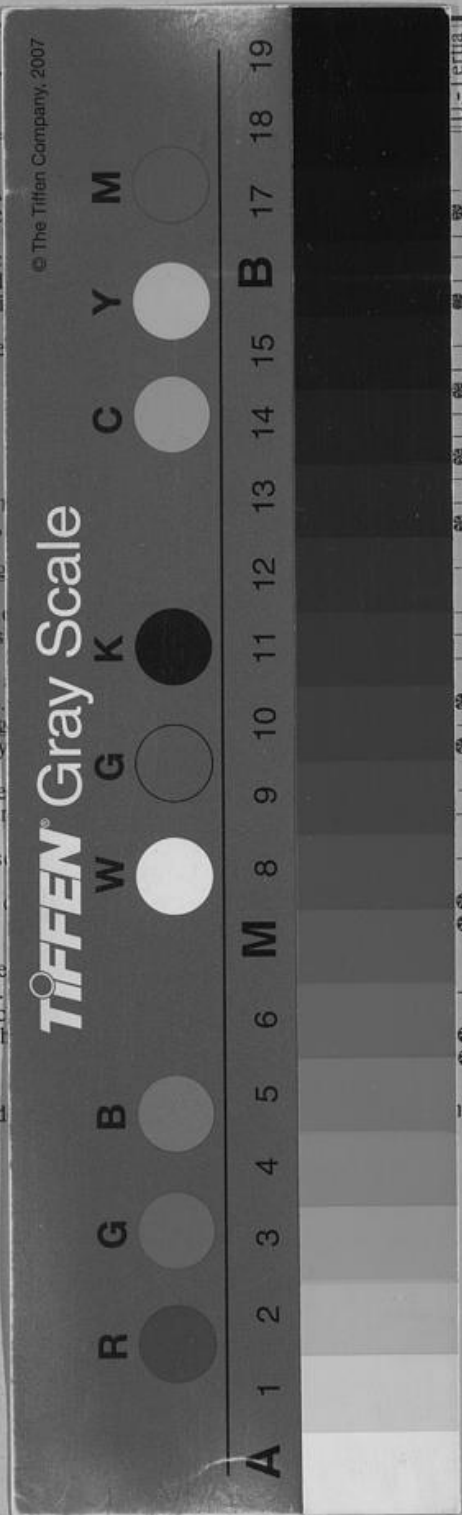 © The Tiffen Company, 2007
TIFFEN® Gray Scale
R G B W G K C Y M
A 1 2 3 4 5 6 M 8 9 10 11 12 13 14 15 B 17 18 19